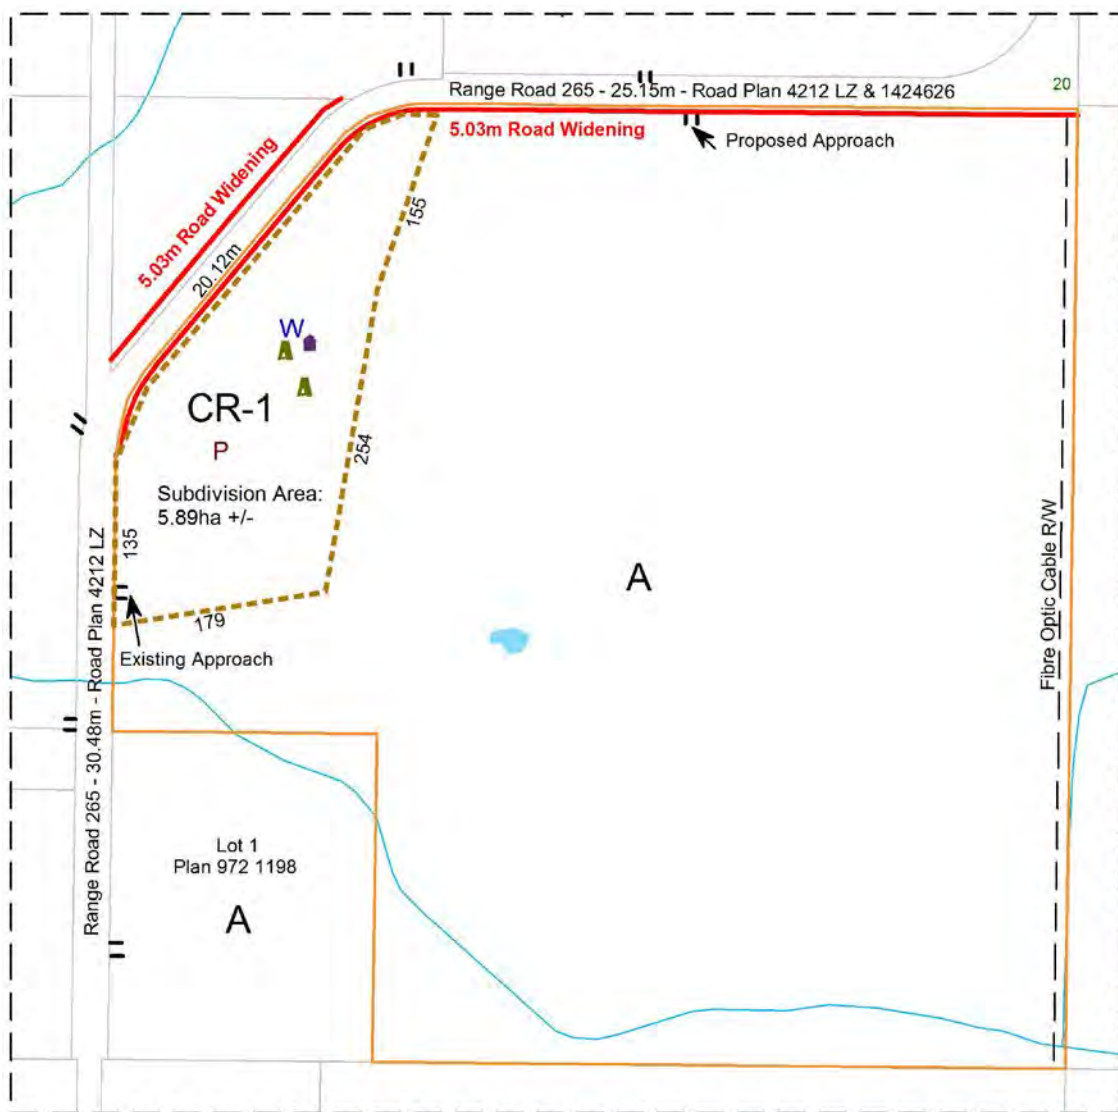 Range Road 265 - 25.15m - Road Plan 4212 LZ & 1424626
20
5.03m Road Widening
Proposed Approach
5.03m Road Widening
20.12m
155
W
CR-1
P
254
Subdivision Area:
5.89ha +/-
135
179
Existing Approach
A
Fibre Optic Cable R/W
Range Road 265 - 30.48m - Road Plan 4212 LZ
Lot 1
Plan 972 1198
A